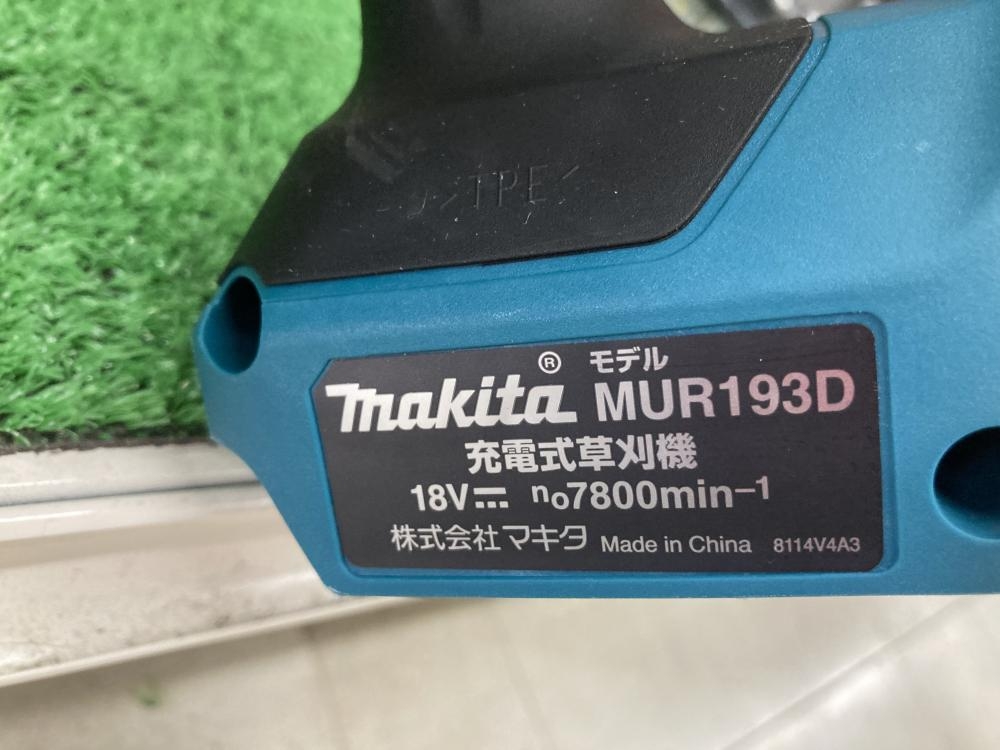 >TPE<
makita® モデル MUR193D
充電式草刈機
18V⎓ n₀7800min⁻¹
株式会社 マキタ Made in China 8114V4A3